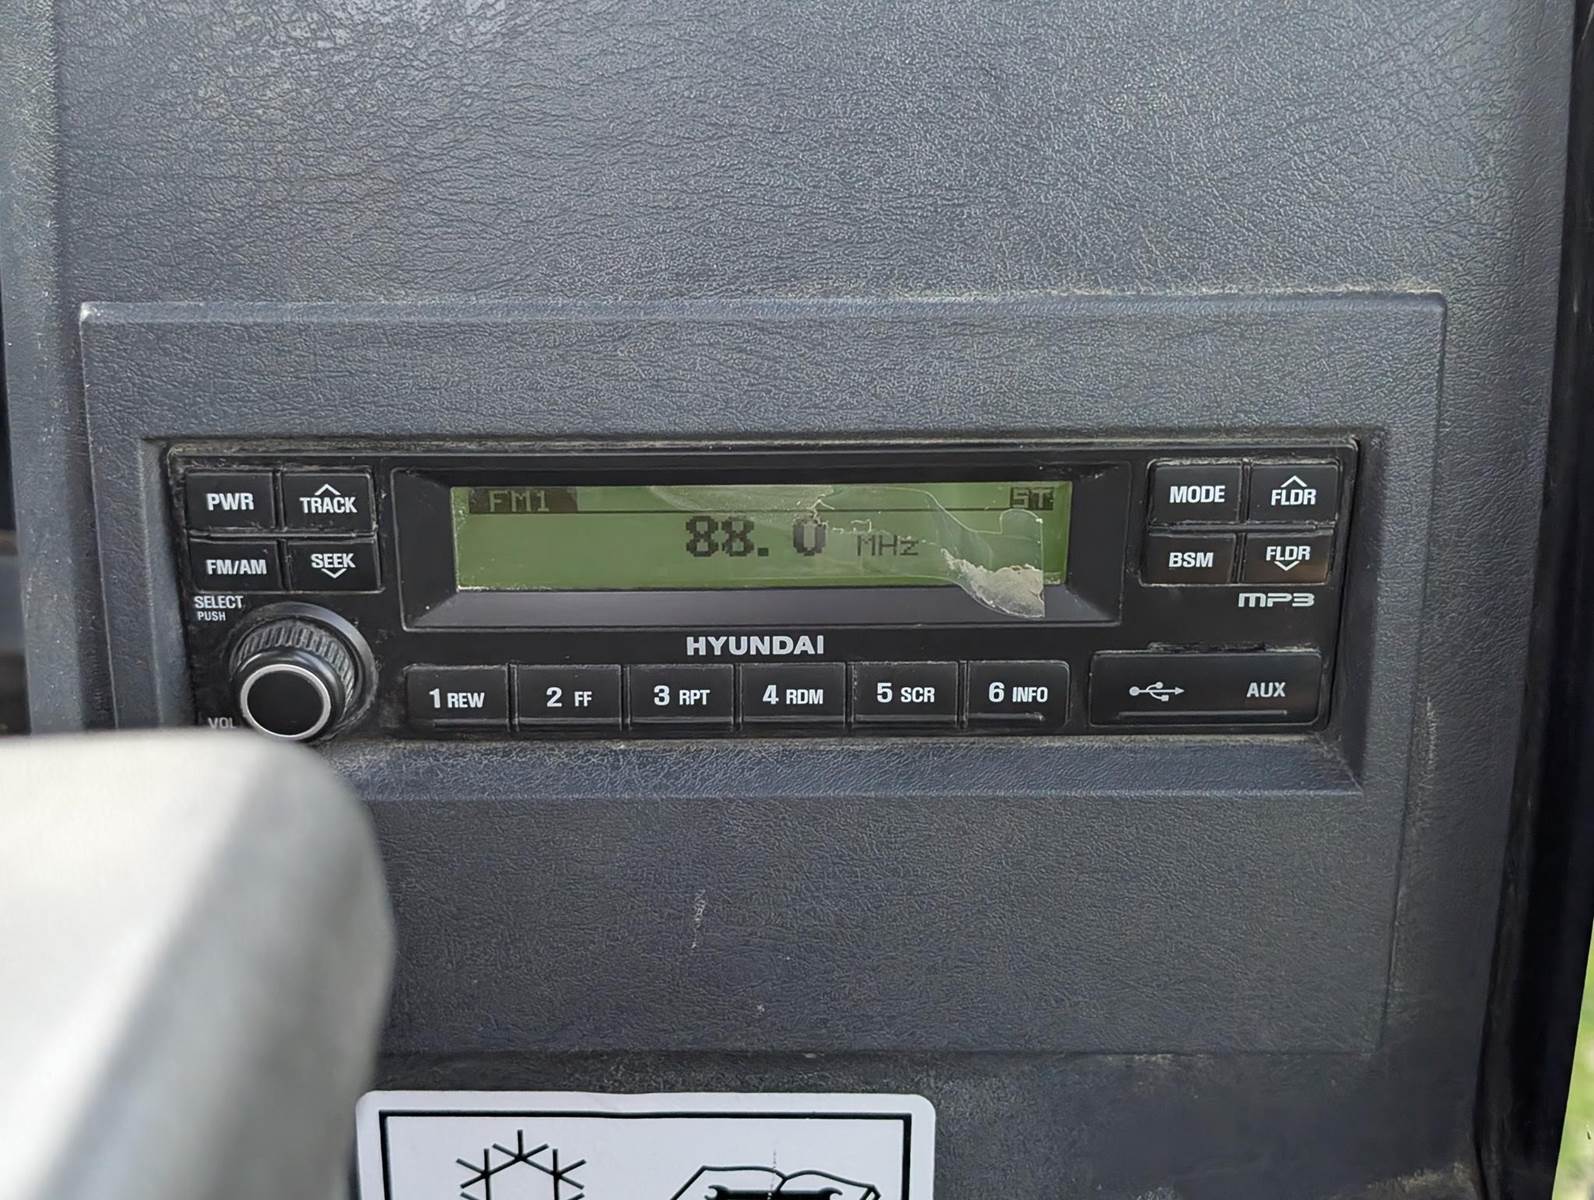 PWR
TRACK
FM/AM
SEEK
SELECT
PUSH
VOL
FM1
ST
88.0 MHz
HYUNDAI
1 REW
2 FF
3 RPT
4 RDM
5 SCR
6 INFO
MODE
FLDR
BSM
FLDR
MP3
AUX